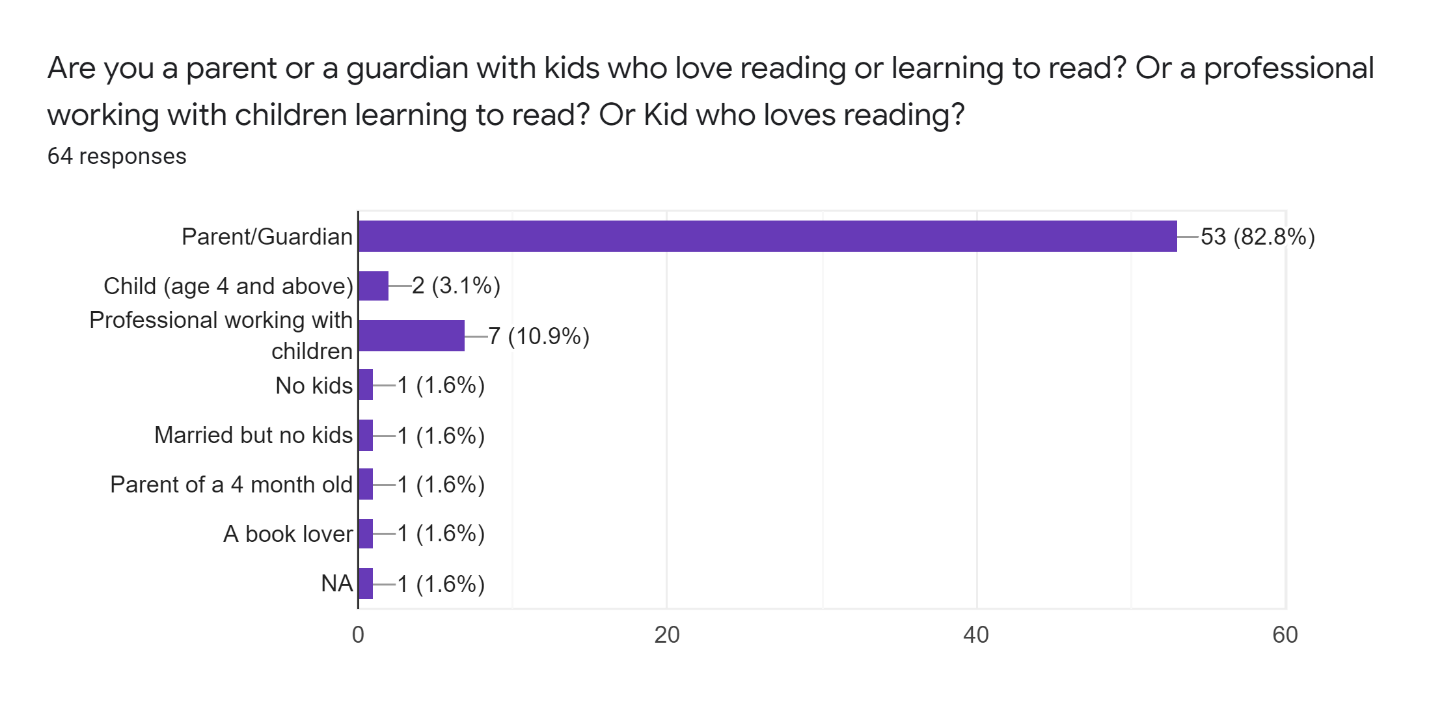 Are you a parent or a guardian with kids who love reading or learning to read? Or a professional
working with children learning to read? Or Kid who loves reading?
64 responses
Parent/Guardian
53 (82.8%)
Child (age 4 and above)
2 (3.1%)
Professional working with
children
7 (10.9%)
No kids
1 (1.6%)
Married but no kids
1 (1.6%)
Parent of a 4 month old
1 (1.6%)
A book lover
1 (1.6%)
NA
1 (1.6%)
0
20
40
60